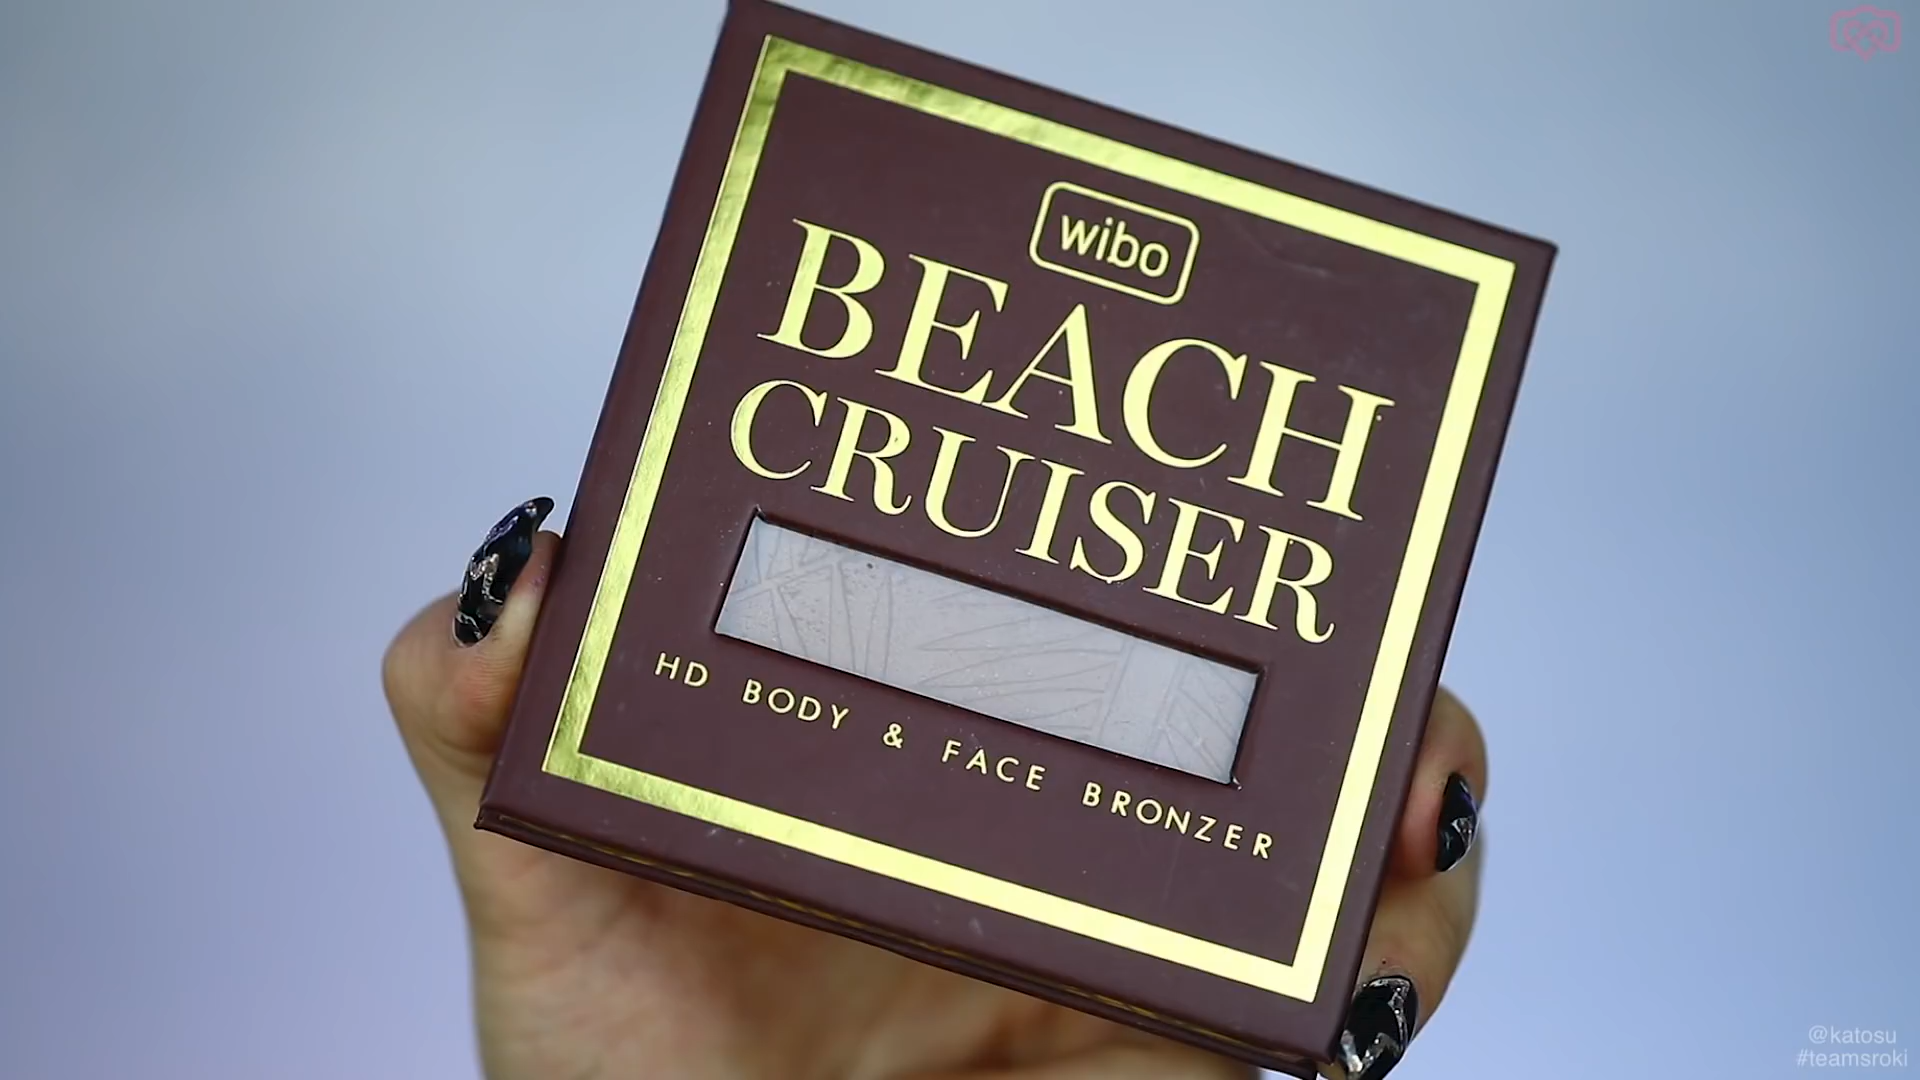 wibo
BEACH
CRUISER
HD BODY & FACE BRONZER
@katosu
#teamsroki